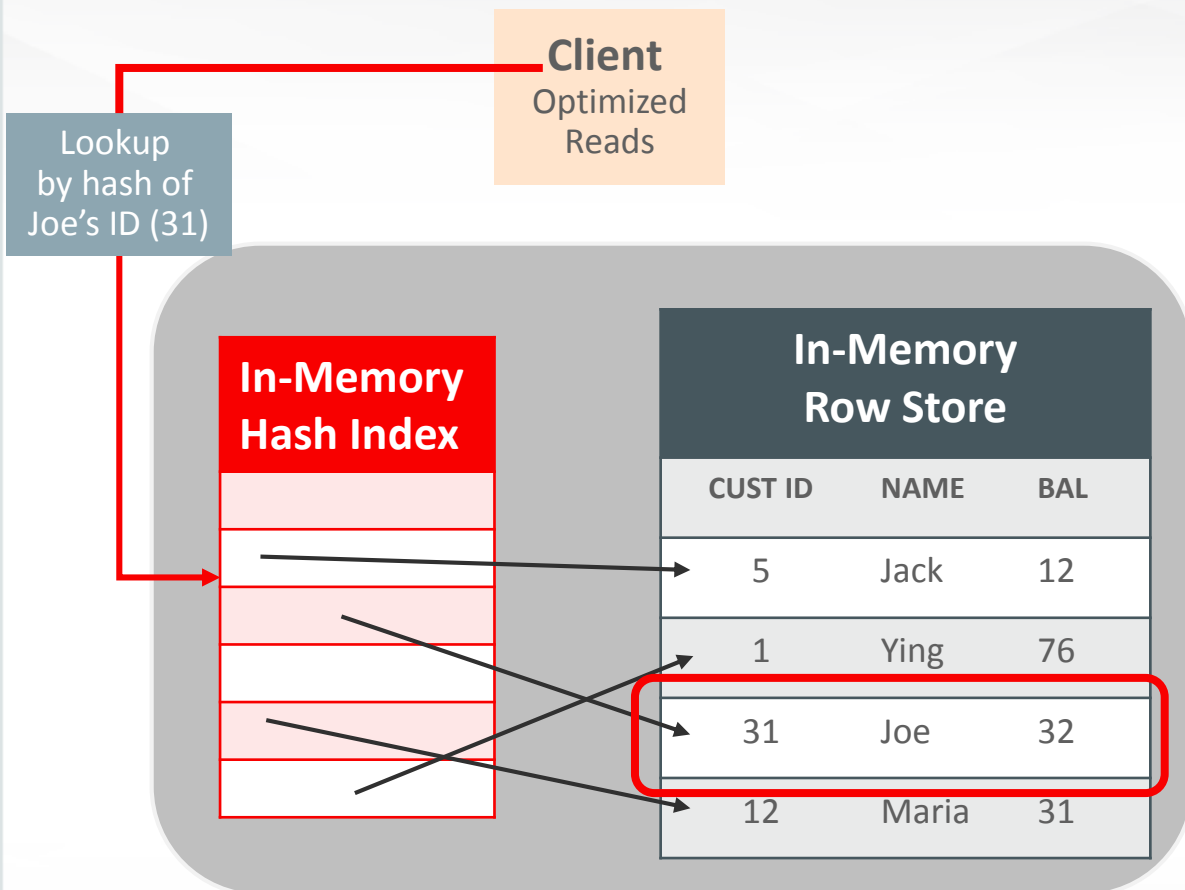 Client
Optimized
Reads
Lookup
by hash of
Joe’s ID (31)
In-Memory
Hash Index
In-Memory
Row Store
CUST ID NAME BAL
5 Jack 12
1 Ying 76
31 Joe 32
12 Maria 31